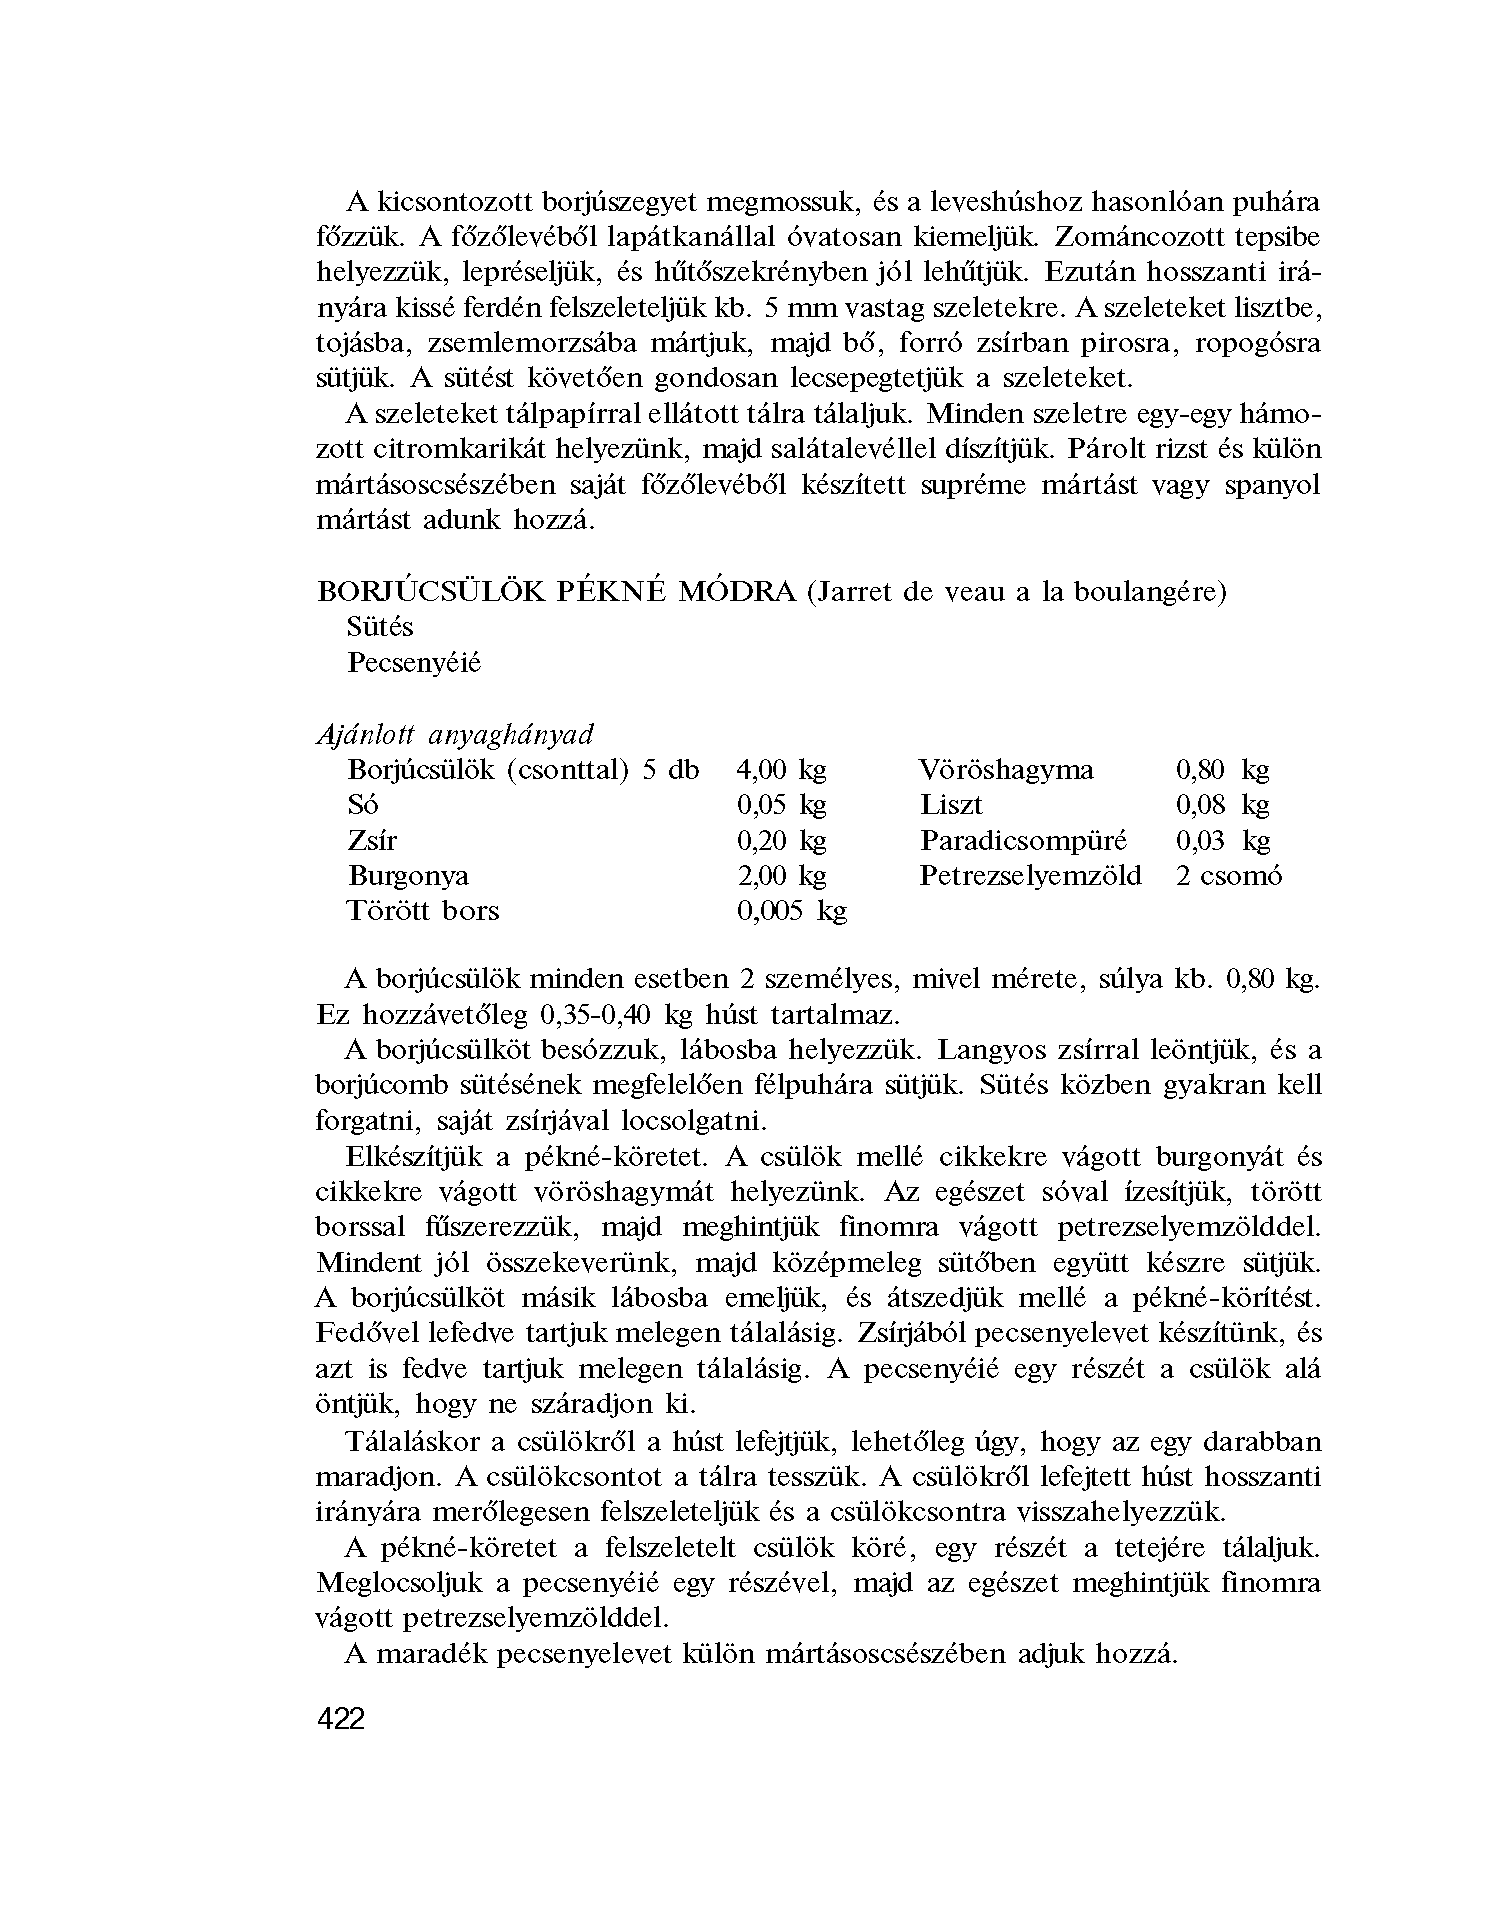 A kicsontozott borjúszegyet megmossuk, és a leveshúshoz hasonlóan puhára
főzzük. A főzőlevéből lapátkanállal óvatosan kiemeljük. Zománcozott tepsibe
helyezzük, lepréseljük, és hűtőszekrényben jól lehűtjük. Ezután hosszanti irá-
nyára kissé ferdén felszeleteljük kb. 5 mm vastag szeletekre. A szeleteket lisztbe,
tojásba, zsemlemorzsába mártjuk, majd bő, forró zsírban pirosra, ropogósra
sütjük. A sütést követően gondosan lecsepegtetjük a szeleteket.
A szeleteket tálpapírral ellátott tálra tálaljuk. Minden szeletre egy-egy hámo-
zott citromkarikát helyezünk, majd salátalevéllel díszítjük. Párolt rizst és külön
mártásoscsészében saját főzőlevéből készített supréme mártást vagy spanyol
mártást adunk hozzá.
BORJÚCSÜLÖK PÉKNÉ MÓDRA (Jarret de veau a la boulangére)
Sütés
Pecsenyéié
Ajánlott anyaghányad
Borjúcsülök (csonttal) 5 db 4,00 kg Vöröshagyma 0,80 kg
Só 0,05 kg Liszt 0,08 kg
Zsír 0,20 kg Paradicsompüré 0,03 kg
Burgonya 2,00 kg Petrezselyemzöld 2 csomó
Törött bors 0,005 kg
A borjúcsülök minden esetben 2 személyes, mivel mérete, súlya kb. 0,80 kg.
Ez hozzávetőleg 0,35-0,40 kg húst tartalmaz.
A borjúcsülköt besózzuk, lábosba helyezzük. Langyos zsírral leöntjük, és a
borjúcomb sütésének megfelelően félpuhára sütjük. Sütés közben gyakran kell
forgatni, saját zsírjával locsolgatni.
Elkészítjük a pékné-köretet. A csülök mellé cikkekre vágott burgonyát és
cikkekre vágott vöröshagymát helyezünk. Az egészet sóval ízesítjük, törött
borssal fűszerezzük, majd meghintjük finomra vágott petrezselyemzölddel.
Mindent jól összekeverünk, majd középmeleg sütőben együtt készre sütjük.
A borjúcsülköt másik lábosba emeljük, és átszedjük mellé a pékné-körítést.
Fedővel lefedve tartjuk melegen tálalásig. Zsírjából pecsenyelevet készítünk, és
azt is fedve tartjuk melegen tálalásig. A pecsenyéié egy részét a csülök alá
öntjük, hogy ne száradjon ki.
Tálaláskor a csülökről a húst lefejtjük, lehetőleg úgy, hogy az egy darabban
maradjon. A csülökcsontot a tálra tesszük. A csülökről lefejtett húst hosszanti
irányára merőlegesen felszeleteljük és a csülökcsontra visszahelyezzük.
A pékné-köretet a felszeletelt csülök köré, egy részét a tetejére tálaljuk.
Meglocsoljuk a pecsenyéié egy részével, majd az egészet meghintjük finomra
vágott petrezselyemzölddel.
A maradék pecsenyelevet külön mártásoscsészében adjuk hozzá.
422